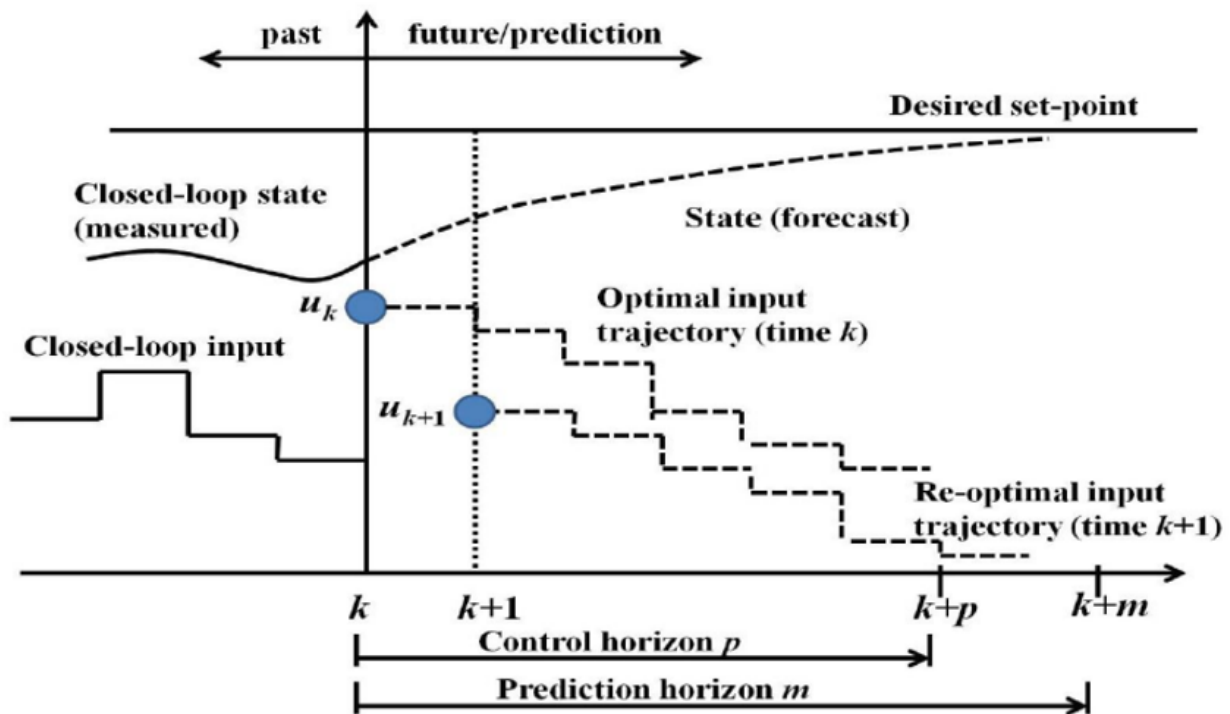 past
future/prediction
Desired set-point
Closed-loop state
(measured)
State (forecast)
u_k
Optimal input
trajectory (time k)
Closed-loop input
u_{k+1}
Re-optimal input
trajectory (time k+1)
k
k+1
k+p
k+m
Control horizon p
Prediction horizon m